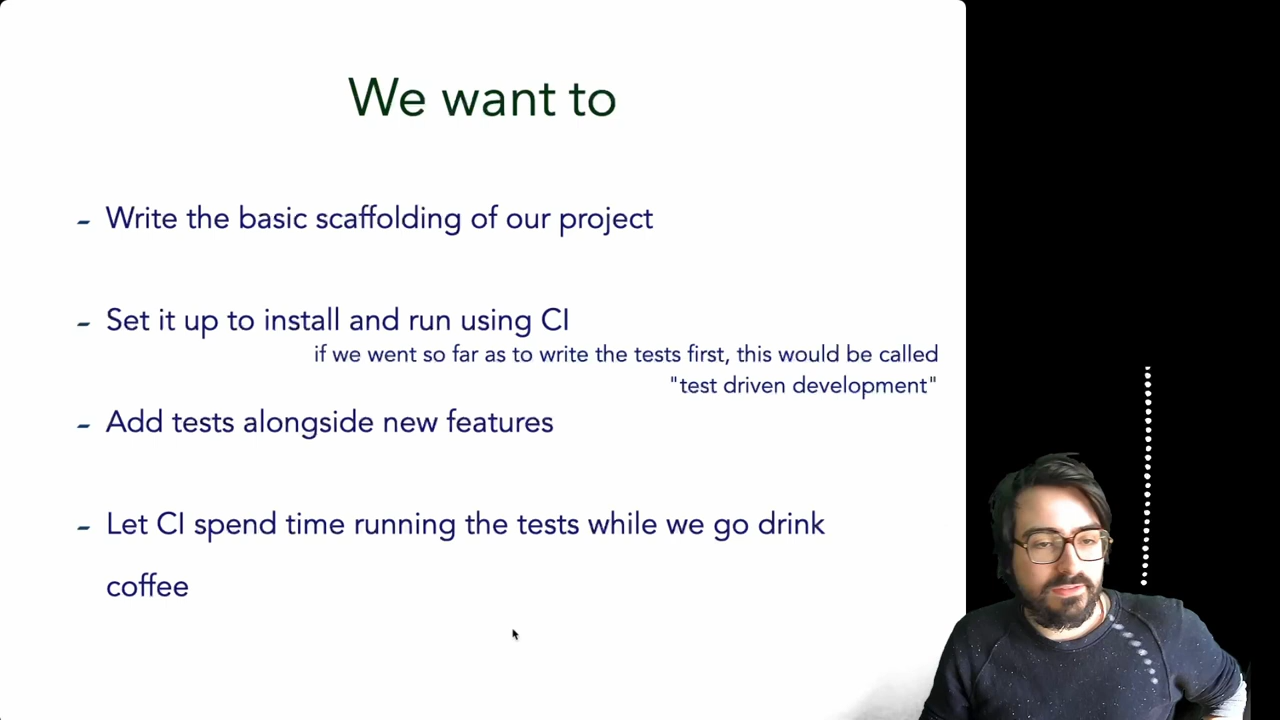 We want to
- Write the basic scaffolding of our project
- Set it up to install and run using CI
if we went so far as to write the tests first, this would be called
"test driven development"
- Add tests alongside new features
- Let CI spend time running the tests while we go drink
coffee